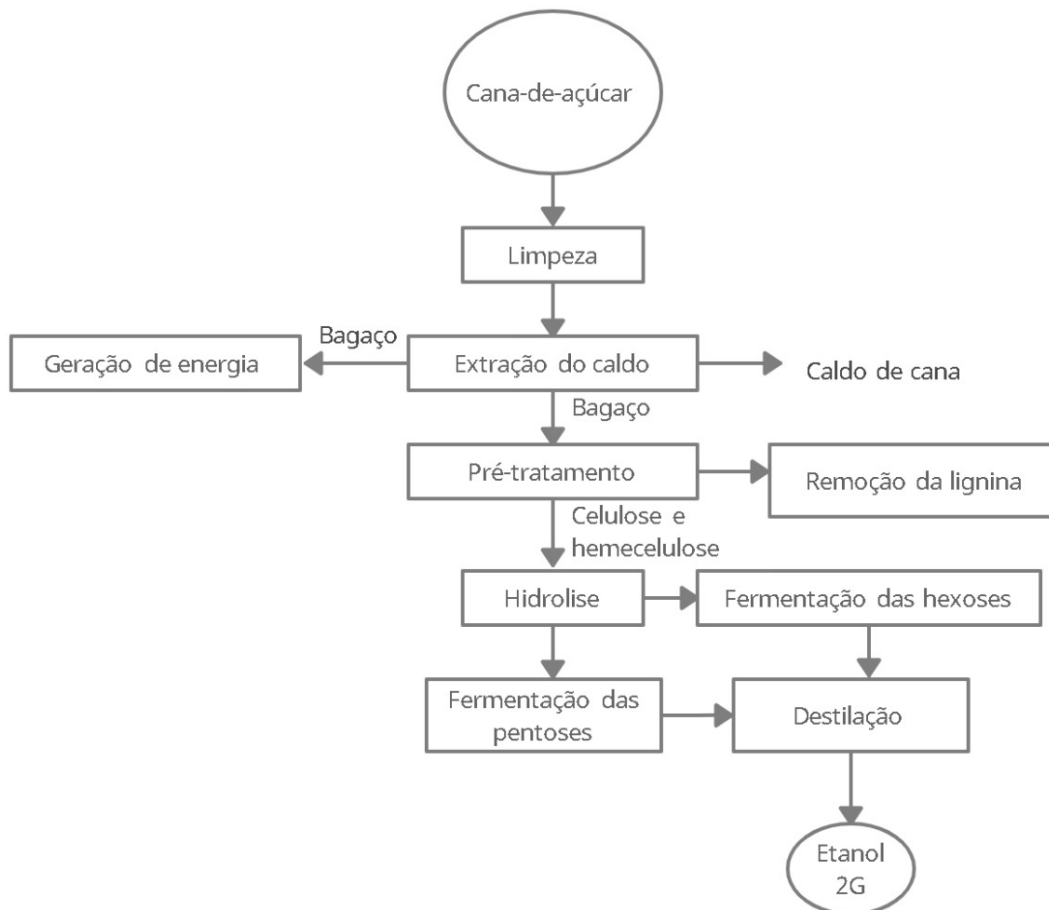 Cana-de-açúcar
Limpeza
Bagaço
Geração de energia
Extração do caldo
Caldo de cana
Bagaço
Pré-tratamento
Remoção da lignina
Celulose e
hemecelulose
Hidrolise
Fermentação das hexoses
Fermentação das
pentoses
Destilação
Etanol
2G